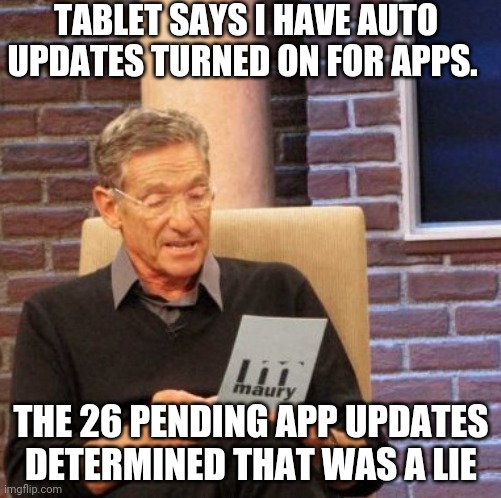 TABLET SAYS I HAVE AUTO
UPDATES TURNED ON FOR APPS.
maury
THE 26 PENDING APP UPDATES
DETERMINED THAT WAS A LIE
imgflip.com